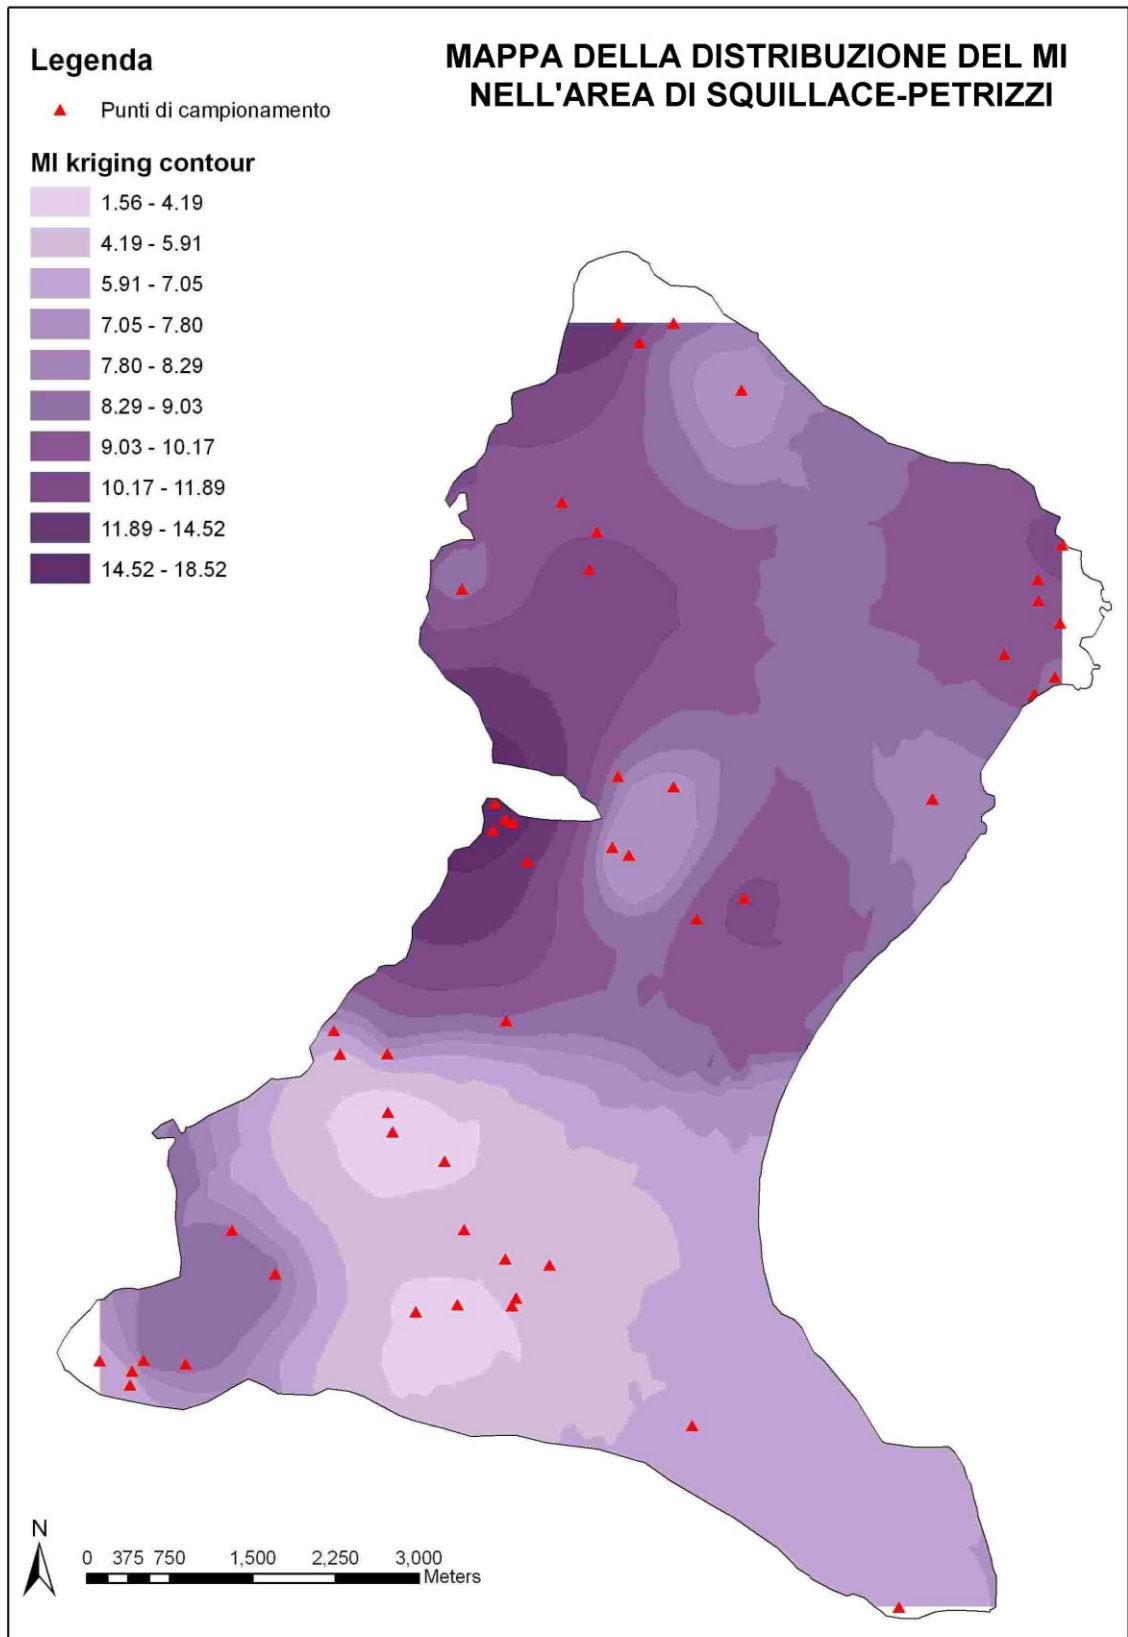 MAPPA DELLA DISTRIBUZIONE DEL MI
NELL'AREA DI SQUILLACE-PETRIZZI
Legenda
Punti di campionamento
MI kriging contour
1.56 - 4.19
4.19 - 5.91
5.91 - 7.05
7.05 - 7.80
7.80 - 8.29
8.29 - 9.03
9.03 - 10.17
10.17 - 11.89
11.89 - 14.52
14.52 - 18.52
N
0 375 750 1,500 2,250 3,000
Meters